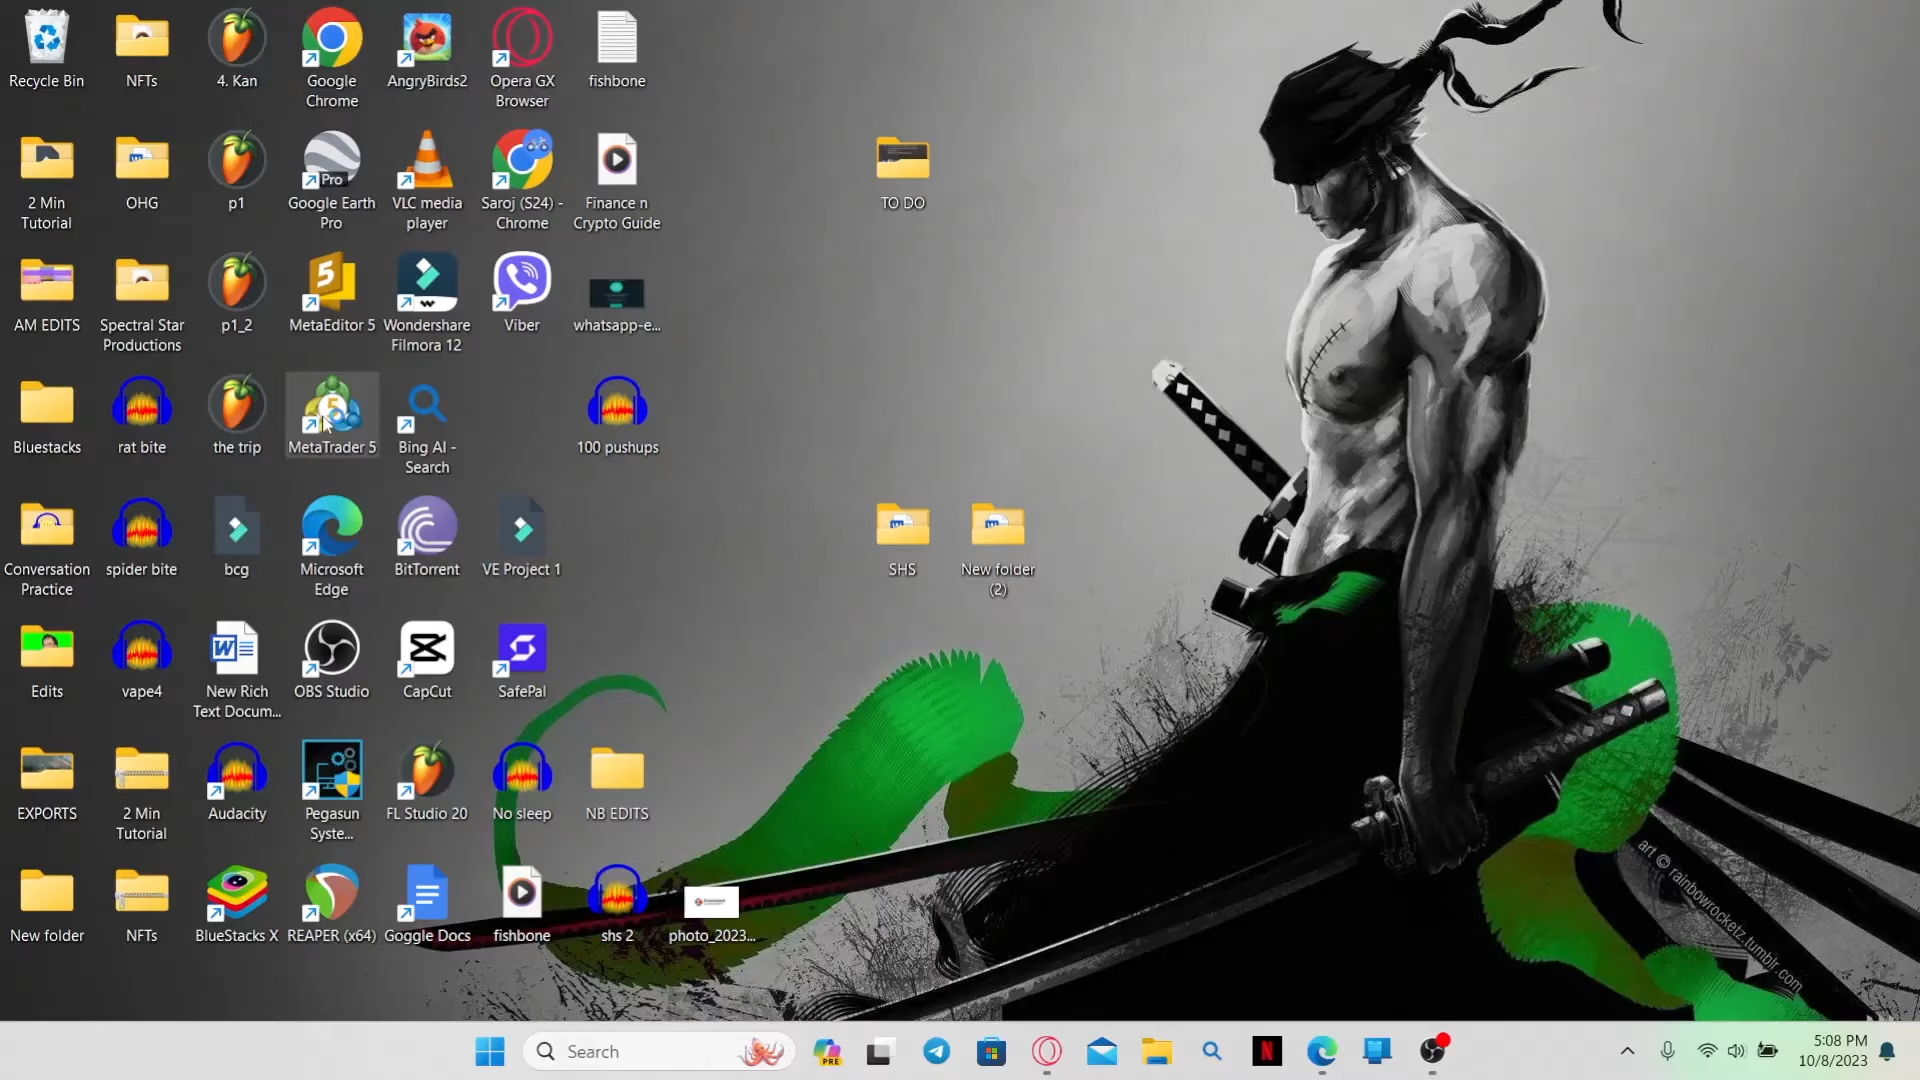 Recycle Bin
NFTs
4. Kan
Google
Chrome
AngryBirds2
Opera GX
Browser
fishbone
2 Min
Tutorial
OHG
p1
Pro
Google Earth
Pro
VLC media
player
Saroj (S24) -
Chrome
Finance n
Crypto Guide
TO DO
AM EDITS
Spectral Star
Productions
p1_2
5
MetaEditor 5
Wondershare
Filmora 12
Viber
whatsapp-e...
Bluestacks
rat bite
the trip
5
MetaTrader 5
Bing AI -
Search
100 pushups
Conversation
Practice
spider bite
bcg
Microsoft
Edge
BitTorrent
VE Project 1
SHS
New folder
(2)
Edits
vape4
W
New Rich
Text Docum...
OBS Studio
CapCut
SafePal
EXPORTS
2 Min
Tutorial
Audacity
Pegasun
Syste...
FL Studio 20
No sleep
NB EDITS
New folder
NFTs
BlueStacks X
REAPER (x64)
Goggle Docs
fishbone
shs 2
photo_2023...
art © rainbowrocketz.tumblr.com
Search
PRE
N
5:08 PM
10/8/2023